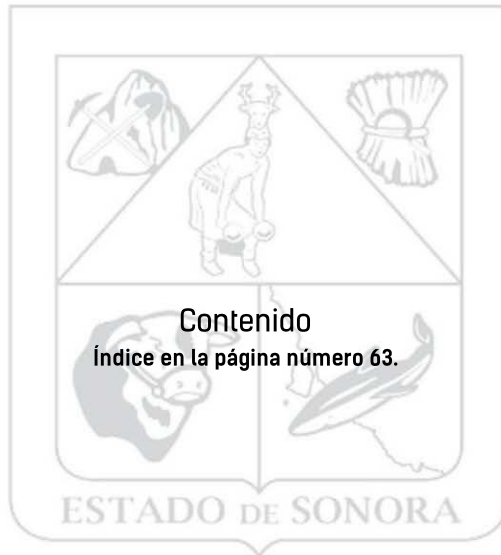 Contenido
Índice en la página número 63.
ESTADO DE SONORA